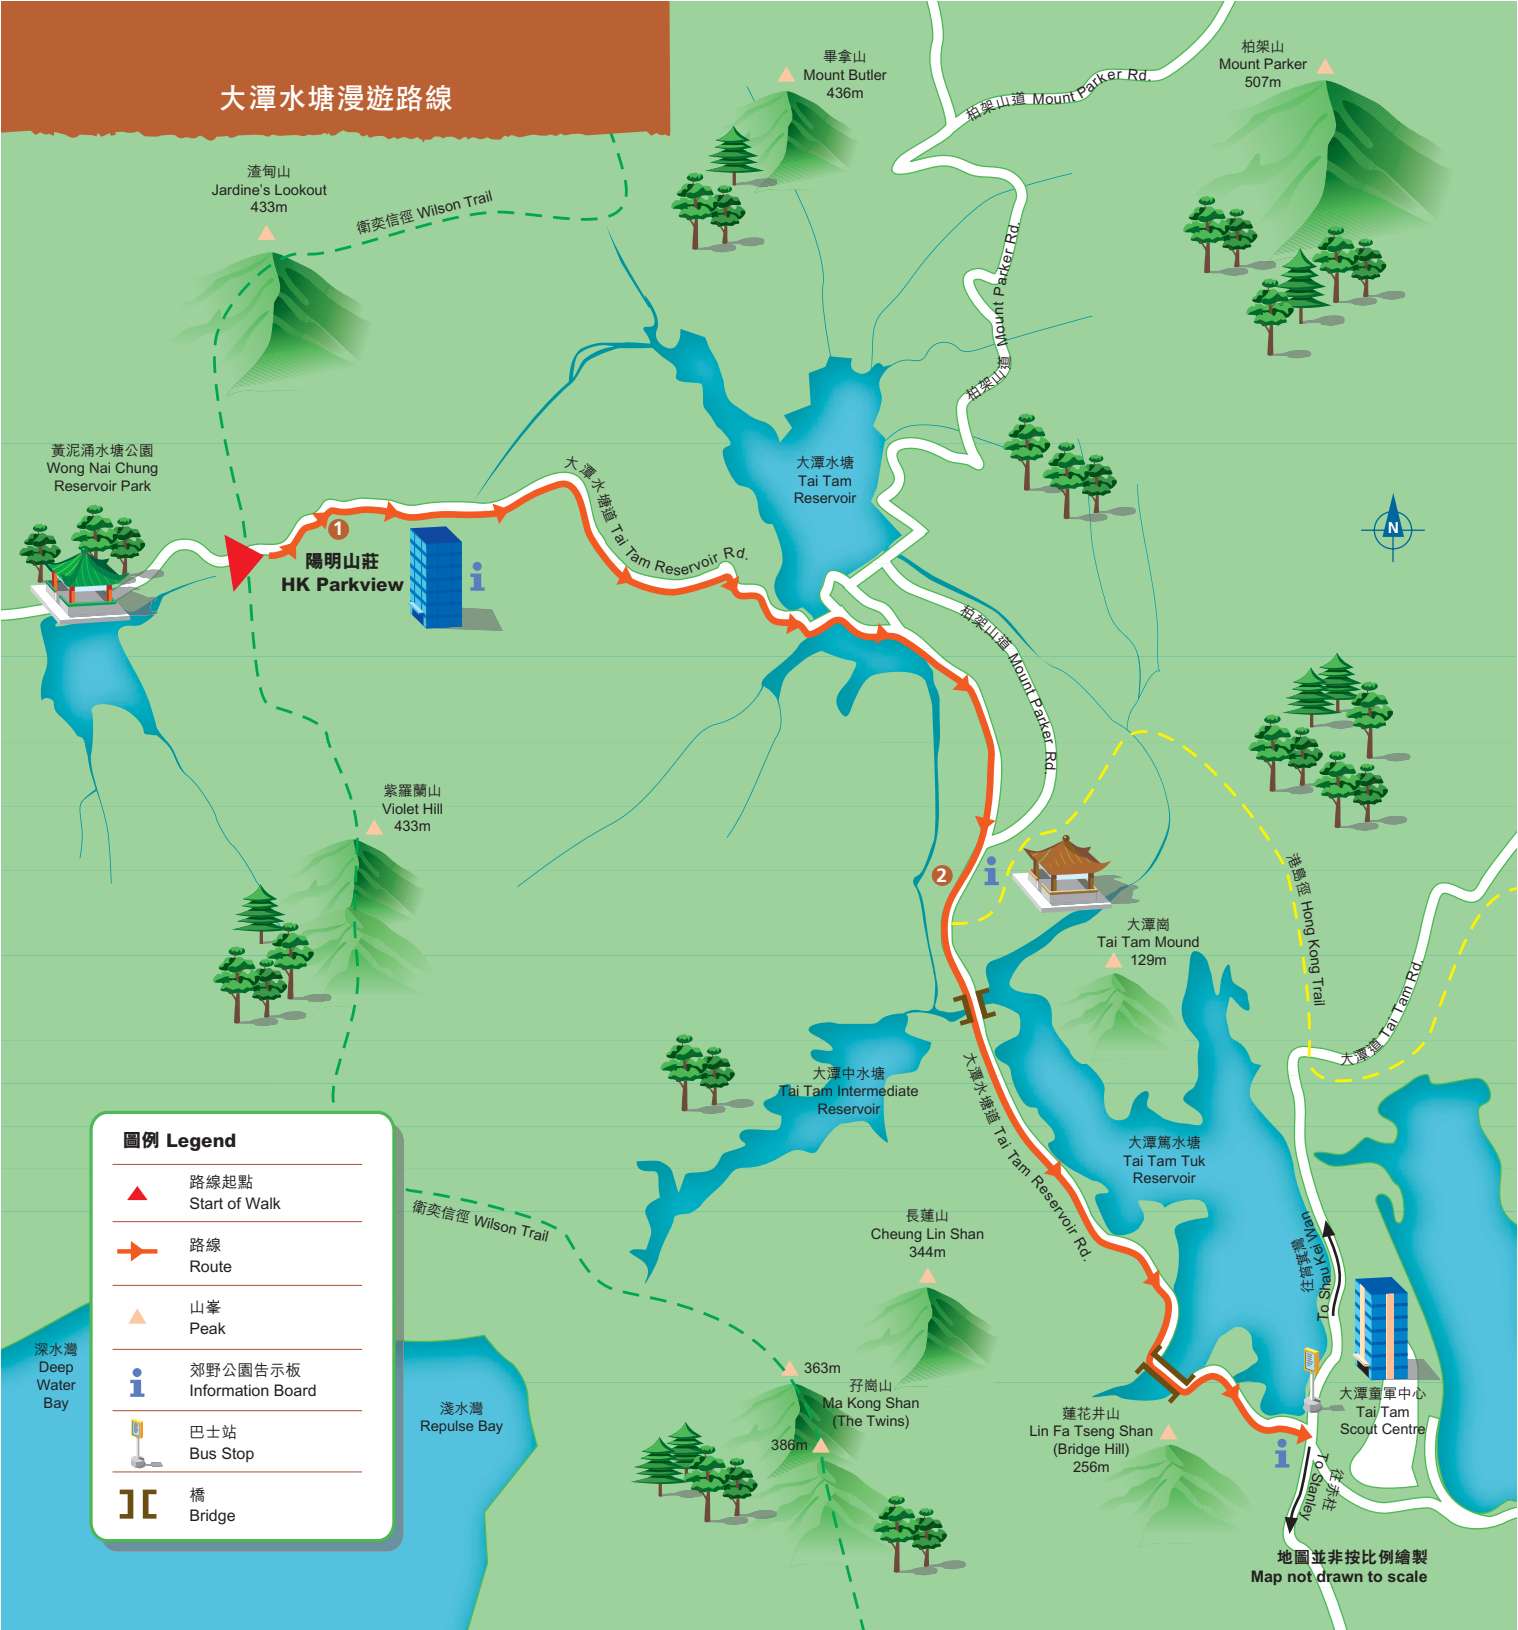 大潭水塘漫遊路線
畢拿山
Mount Butler
436m
柏架山
Mount Parker
507m
柏架山道 Mount Parker Rd.
渣甸山
Jardine's Lookout
433m
衛奕信徑 Wilson Trail
柏架山道 Mount Parker Rd.
黃泥涌水塘公園
Wong Nai Chung
Reservoir Park
大潭水塘
Tai Tam
Reservoir
大潭水塘道 Tai Tam Reservoir Rd.
N
1
陽明山莊
HK Parkview
i
柏架山道 Mount Parker Rd.
紫羅蘭山
Violet Hill
433m
2
i
港島徑 Hong Kong Trail
大潭崗
Tai Tam Mound
129m
大潭道 Tai Tam Rd.
大潭中水塘
Tai Tam Intermediate
Reservoir
大潭水塘道 Tai Tam Reservoir Rd.
大潭篤水塘
Tai Tam Tuk
Reservoir
衛奕信徑 Wilson Trail
長蓮山
Cheung Lin Shan
344m
往筲箕灣
To Shau Kei Wan
363m
孖崗山
Ma Kong Shan
(The Twins)
386m
蓮花井山
Lin Fa Tseng Shan
(Bridge Hill)
256m
大潭童軍中心
Tai Tam
Scout Centre
i
往赤柱
To Stanley
深水灣
Deep
Water
Bay
淺水灣
Repulse Bay
圖例 Legend
路線起點
Start of Walk
路線
Route
山峯
Peak
i
郊野公園告示板
Information Board
巴士站
Bus Stop
橋
Bridge
地圖並非按比例繪製
Map not drawn to scale